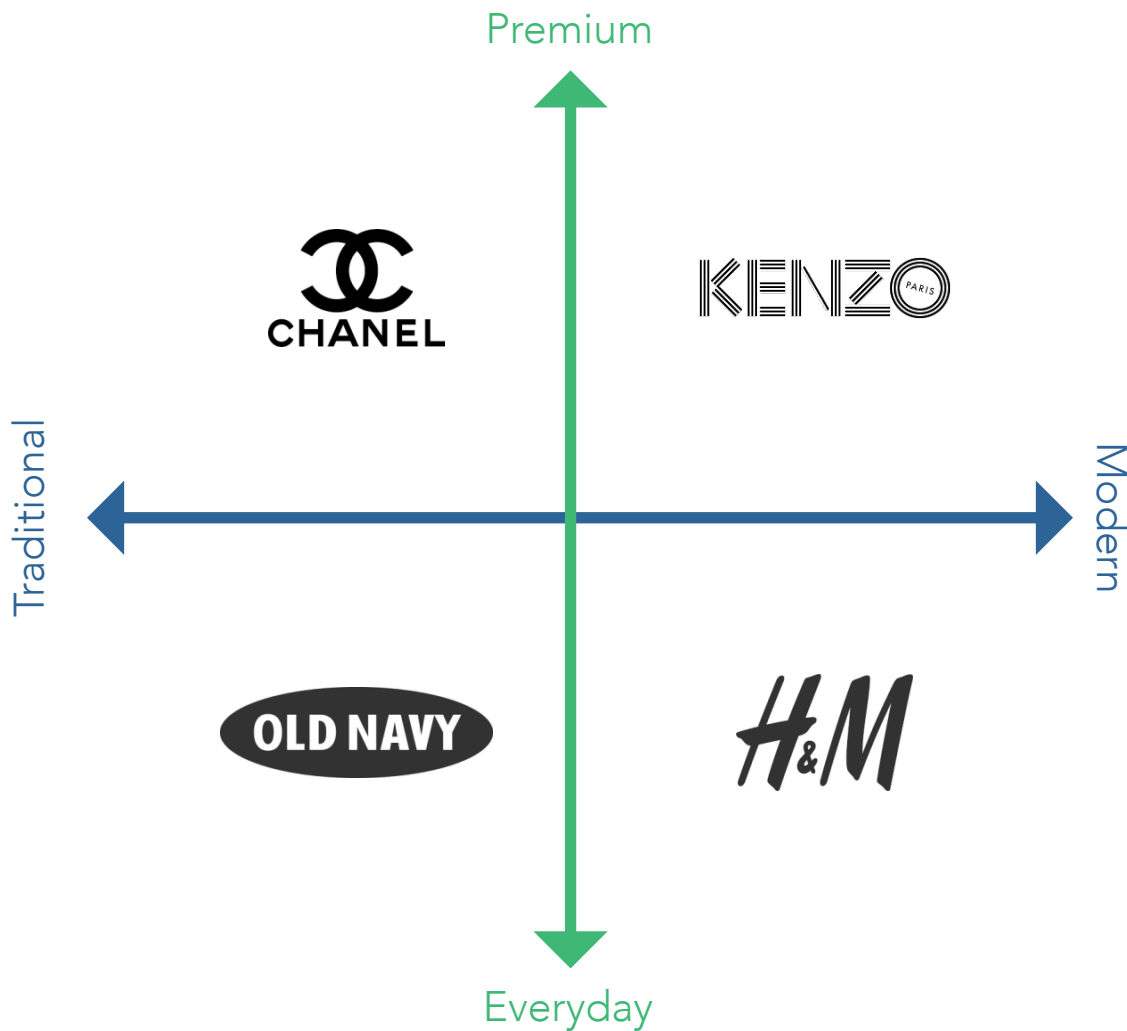 Premium
CHANEL
KENZO
PARIS
Traditional
Modern
OLD NAVY
H&M
Everyday